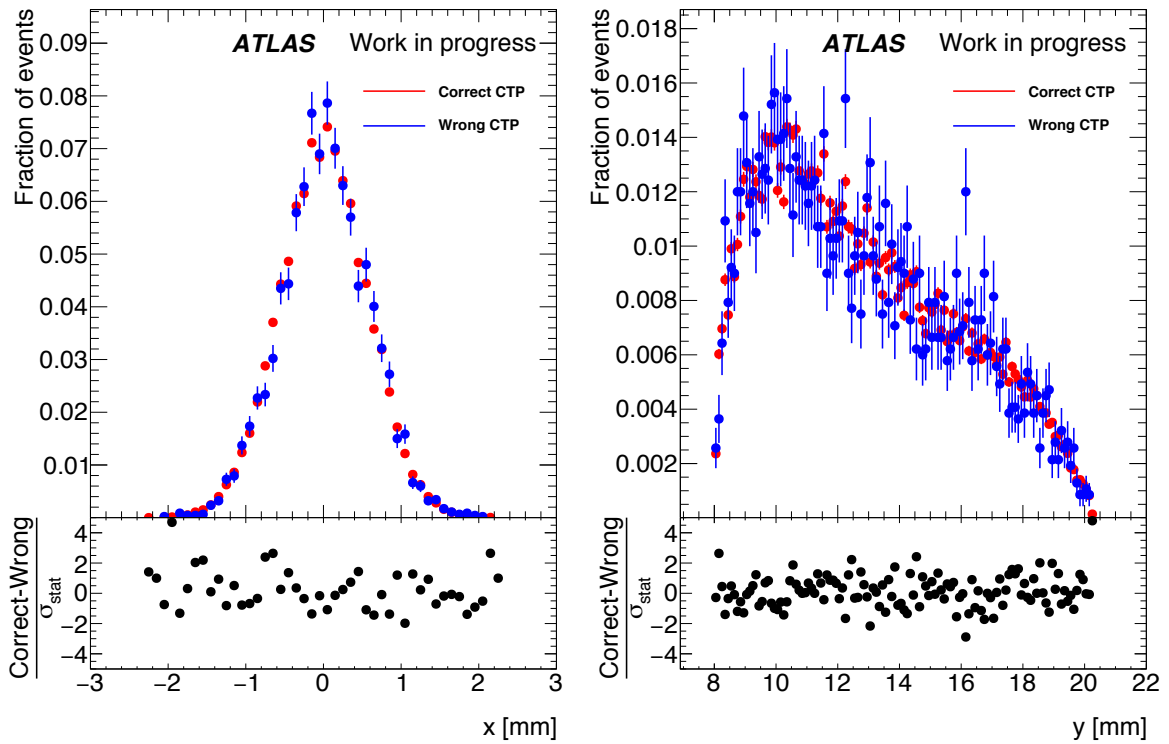 ATLAS Work in progress
Fraction of events
0.09
0.08
0.07
0.06
0.05
0.04
0.03
0.02
0.01
Correct CTP
Wrong CTP
Correct-Wrong
σstat
4
2
0
−2
−4
−3 −2 −1 0 1 2 3
x [mm]
ATLAS Work in progress
Fraction of events
0.018
0.016
0.014
0.012
0.01
0.008
0.006
0.004
0.002
Correct CTP
Wrong CTP
Correct-Wrong
σstat
4
2
0
−2
−4
8 10 12 14 16 18 20 22
y [mm]